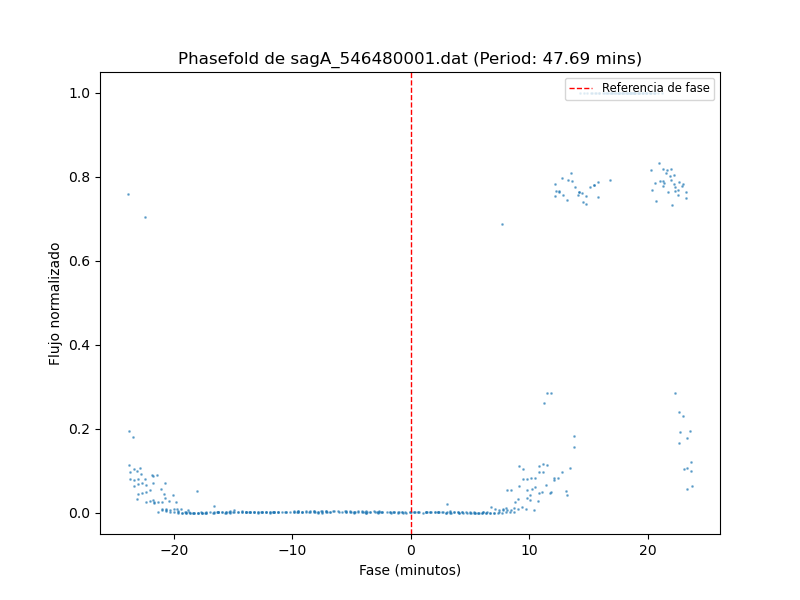 Phasefold de sagA_546480001.dat (Period: 47.69 mins)
Referencia de fase
Flujo normalizado
1.0
0.8
0.6
0.4
0.2
0.0
−20
−10
0
10
20
Fase (minutos)